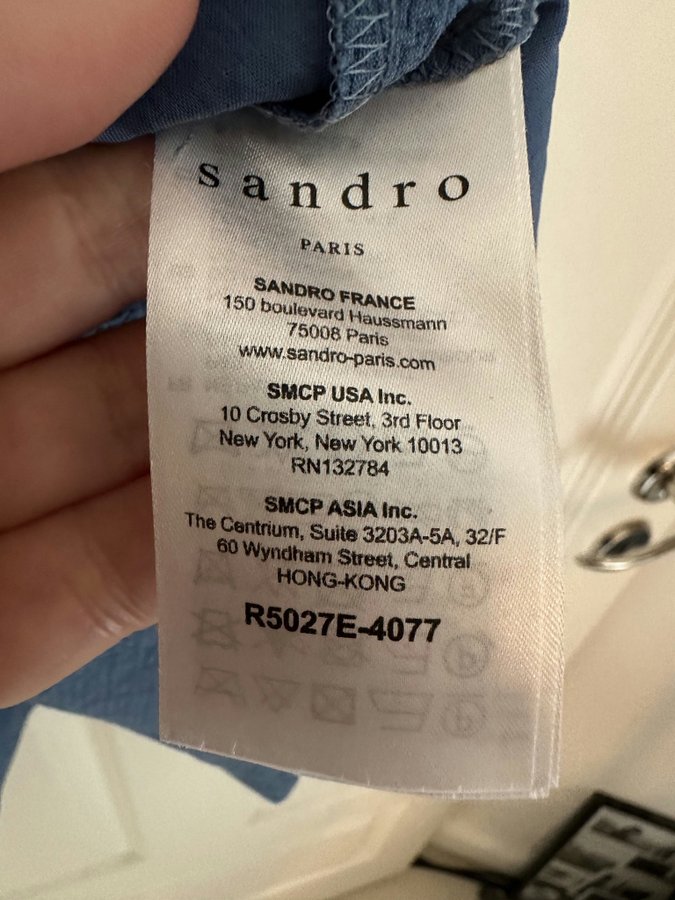 sandro
PARIS
SANDRO FRANCE
150 boulevard Haussmann
75008 Paris
www.sandro-paris.com
SMCP USA Inc.
10 Crosby Street, 3rd Floor
New York, New York 10013
RN132784
SMCP ASIA Inc.
The Centrium, Suite 3203A-5A, 32/F
60 Wyndham Street, Central
HONG-KONG
R5027E-4077